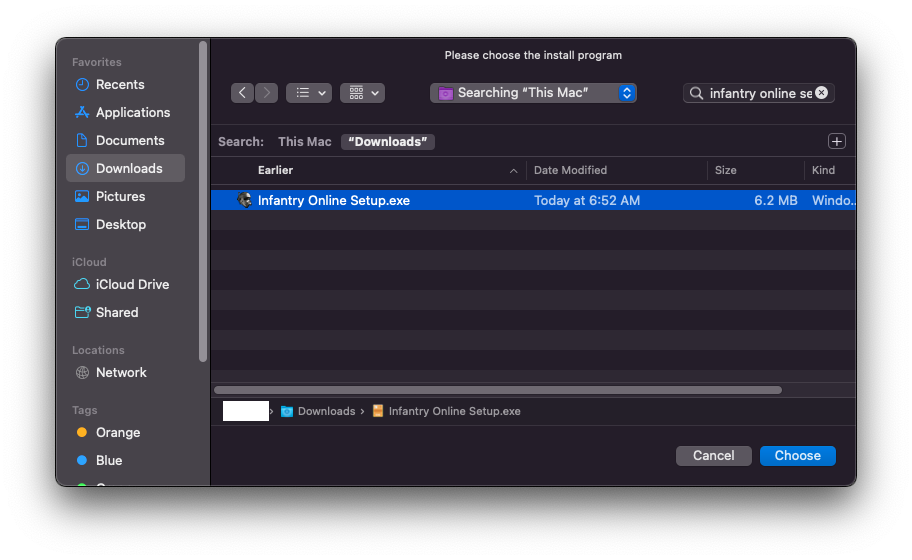 Please choose the install program
Favorites
Recents
Applications
Documents
Downloads
Pictures
Desktop
iCloud
iCloud Drive
Shared
Locations
Network
Tags
Orange
Blue
Searching “This Mac”
infantry online se
Search: This Mac “Downloads”
Earlier Date Modified Size Kind
Infantry Online Setup.exe Today at 6:52 AM 6.2 MB Windo...
Downloads › Infantry Online Setup.exe
Cancel Choose